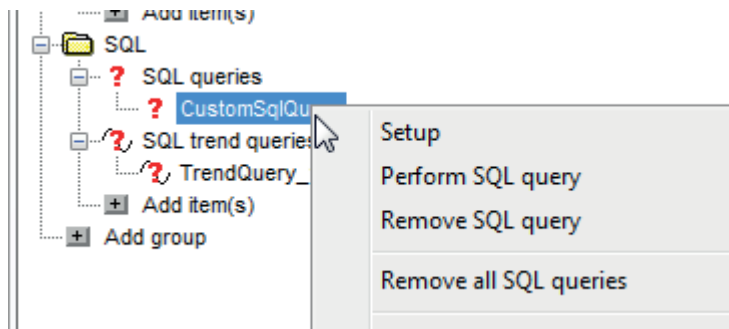 Add item(s)
SQL
SQL queries
CustomSqlQu
SQL trend queries
TrendQuery_
Add item(s)
Add group
Setup
Perform SQL query
Remove SQL query
Remove all SQL queries